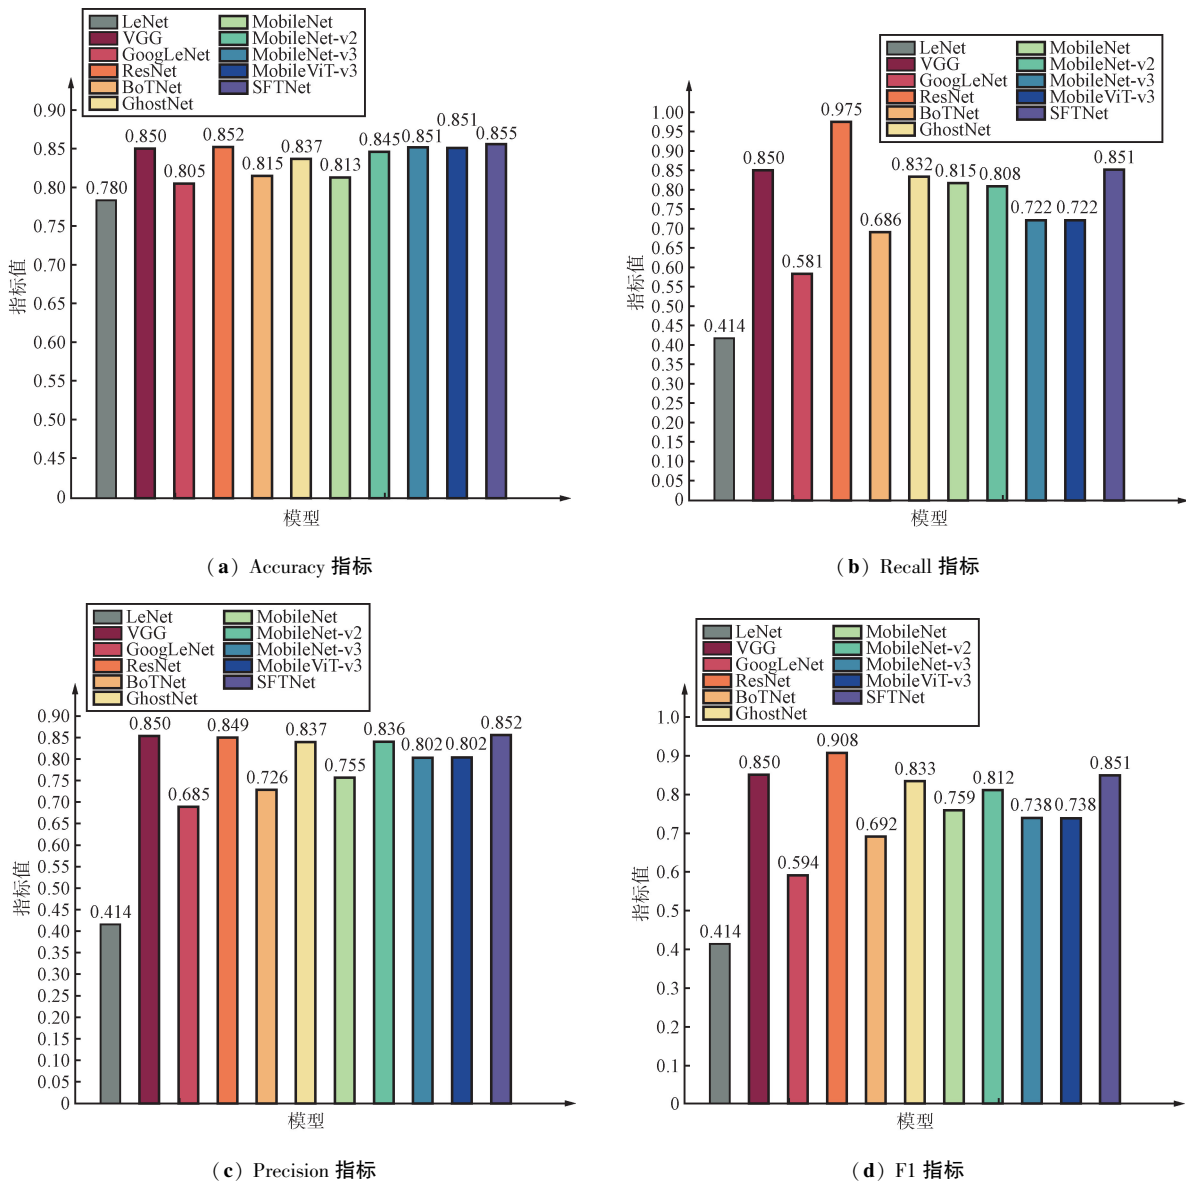 LeNet
VGG
GoogLeNet
ResNet
BoTNet
GhostNet
MobileNet
MobileNet-v2
MobileNet-v3
MobileViT-v3
SFTNet
0.90
0.85
0.80
0.75
0.70
0.65
0.60
0.55
0.50
0.45
0
指标值
0.780
0.850
0.805
0.852
0.815
0.837
0.813
0.845
0.851
0.851
0.855
模型
(a) Accuracy 指标
LeNet
VGG
GoogLeNet
ResNet
BoTNet
GhostNet
MobileNet
MobileNet-v2
MobileNet-v3
MobileViT-v3
SFTNet
1.00
0.95
0.90
0.85
0.80
0.75
0.70
0.65
0.60
0.55
0.50
0.45
0.40
0.35
0.30
0.25
0.20
0.15
0.10
0.05
0
指标值
0.414
0.850
0.581
0.975
0.686
0.832
0.815
0.808
0.722
0.722
0.851
模型
(b) Recall 指标
LeNet
VGG
GoogLeNet
ResNet
BoTNet
GhostNet
MobileNet
MobileNet-v2
MobileNet-v3
MobileViT-v3
SFTNet
0.90
0.85
0.80
0.75
0.70
0.65
0.60
0.55
0.50
0.45
0.40
0.35
0.30
0.25
0.20
0.15
0.10
0.05
0
指标值
0.414
0.850
0.685
0.849
0.726
0.837
0.755
0.836
0.802
0.802
0.852
模型
(c) Precision 指标
LeNet
VGG
GoogLeNet
ResNet
BoTNet
GhostNet
MobileNet
MobileNet-v2
MobileNet-v3
MobileViT-v3
SFTNet
1.0
0.9
0.8
0.7
0.6
0.5
0.4
0.3
0.2
0.1
0
指标值
0.414
0.850
0.594
0.908
0.692
0.833
0.759
0.812
0.738
0.738
0.851
模型
(d) F1 指标